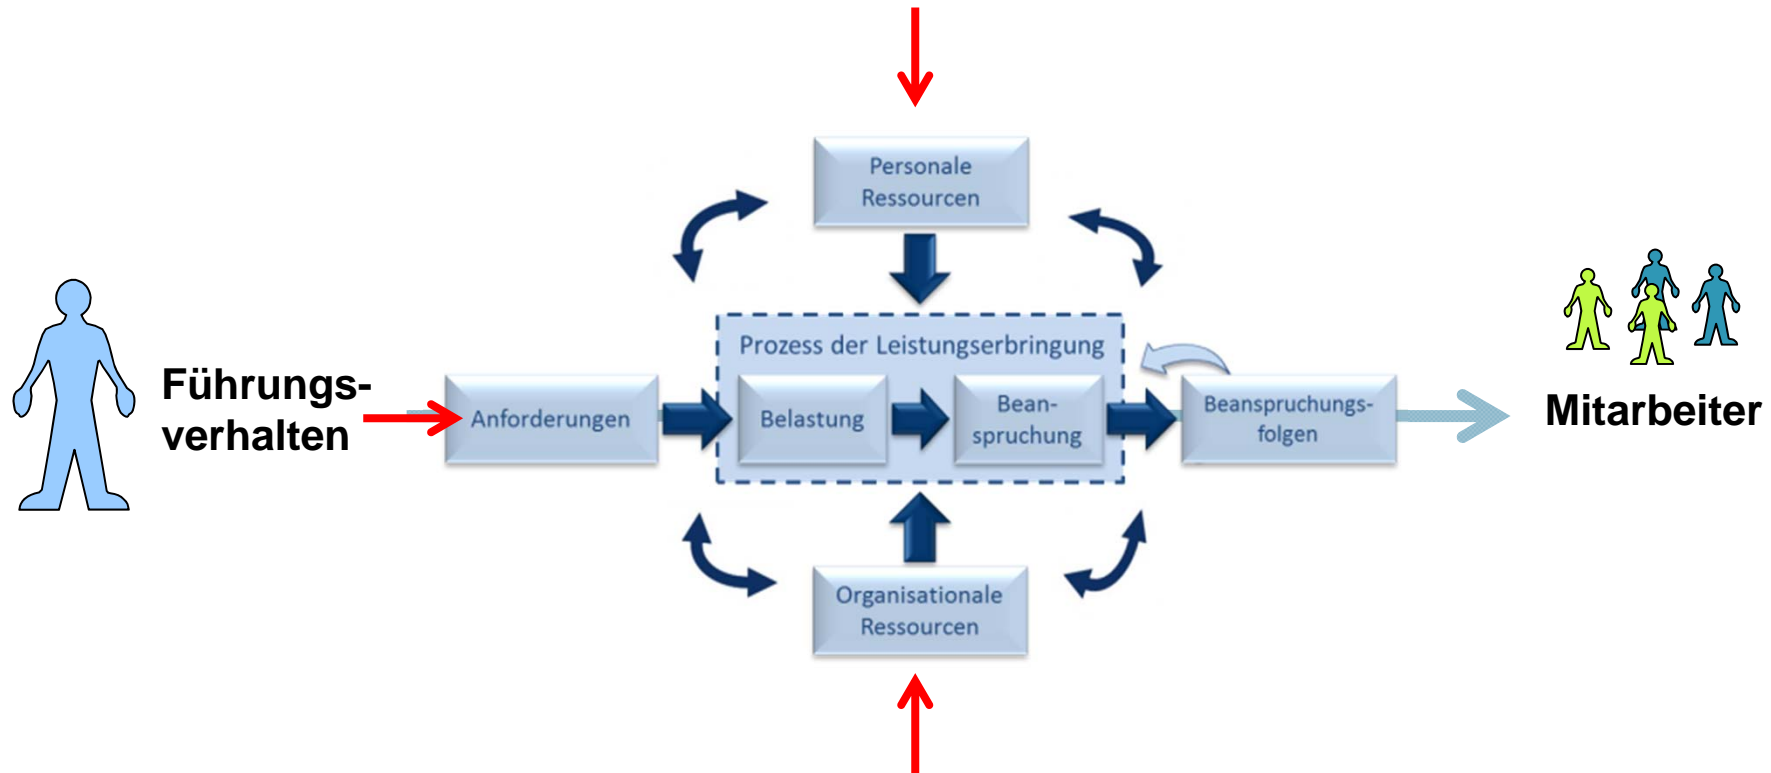 Personale
Ressourcen
Prozess der Leistungserbringung
Führungs-
verhalten
Anforderungen
Belastung
Bean-
spruchung
Beanspruchungs-
folgen
Mitarbeiter
Organisationale
Ressourcen